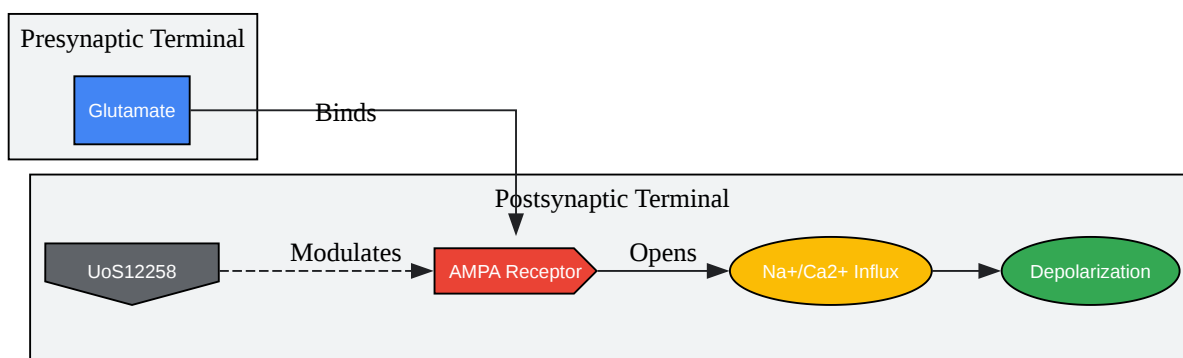 Presynaptic Terminal
Glutamate
Binds
Postsynaptic Terminal
UoS12258
Modulates
AMPA Receptor
Opens
Na+/Ca2+ Influx
Depolarization